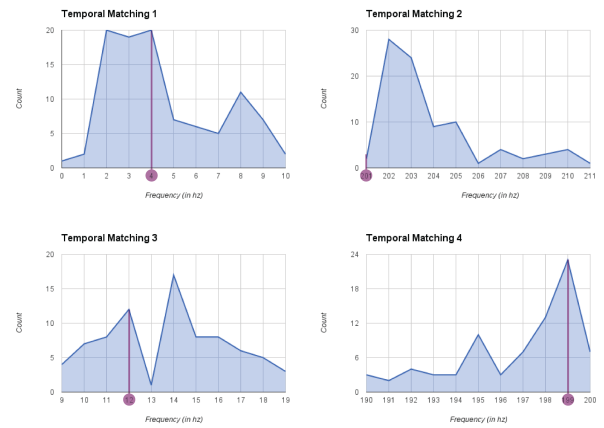 Temporal Matching 1
20
15
10
5
0
Count
0 1 2 3 4 5 6 7 8 9 10
Frequency (in hz)
Temporal Matching 2
30
20
10
0
Count
201 202 203 204 205 206 207 208 209 210 211
Frequency (in hz)
Temporal Matching 3
20
15
10
5
0
Count
9 10 11 12 13 14 15 16 17 18 19
Frequency (in hz)
Temporal Matching 4
24
18
12
6
0
Count
190 191 192 193 194 195 196 197 198 199 200
Frequency (in hz)